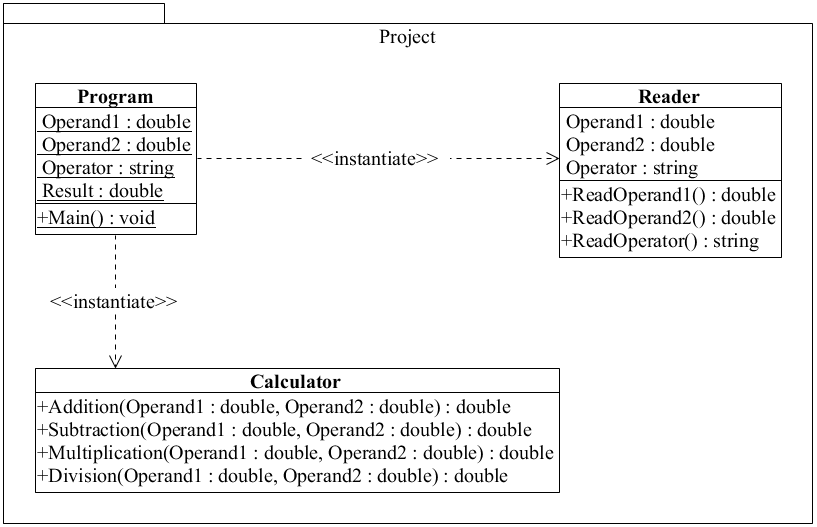 Project
Program
Operand1 : double
Operand2 : double
Operator : string
Result : double
+Main() : void
<<instantiate>>
Reader
Operand1 : double
Operand2 : double
Operator : string
+ReadOperand1() : double
+ReadOperand2() : double
+ReadOperator() : string
<<instantiate>>
Calculator
+Addition(Operand1 : double, Operand2 : double) : double
+Subtraction(Operand1 : double, Operand2 : double) : double
+Multiplication(Operand1 : double, Operand2 : double) : double
+Division(Operand1 : double, Operand2 : double) : double